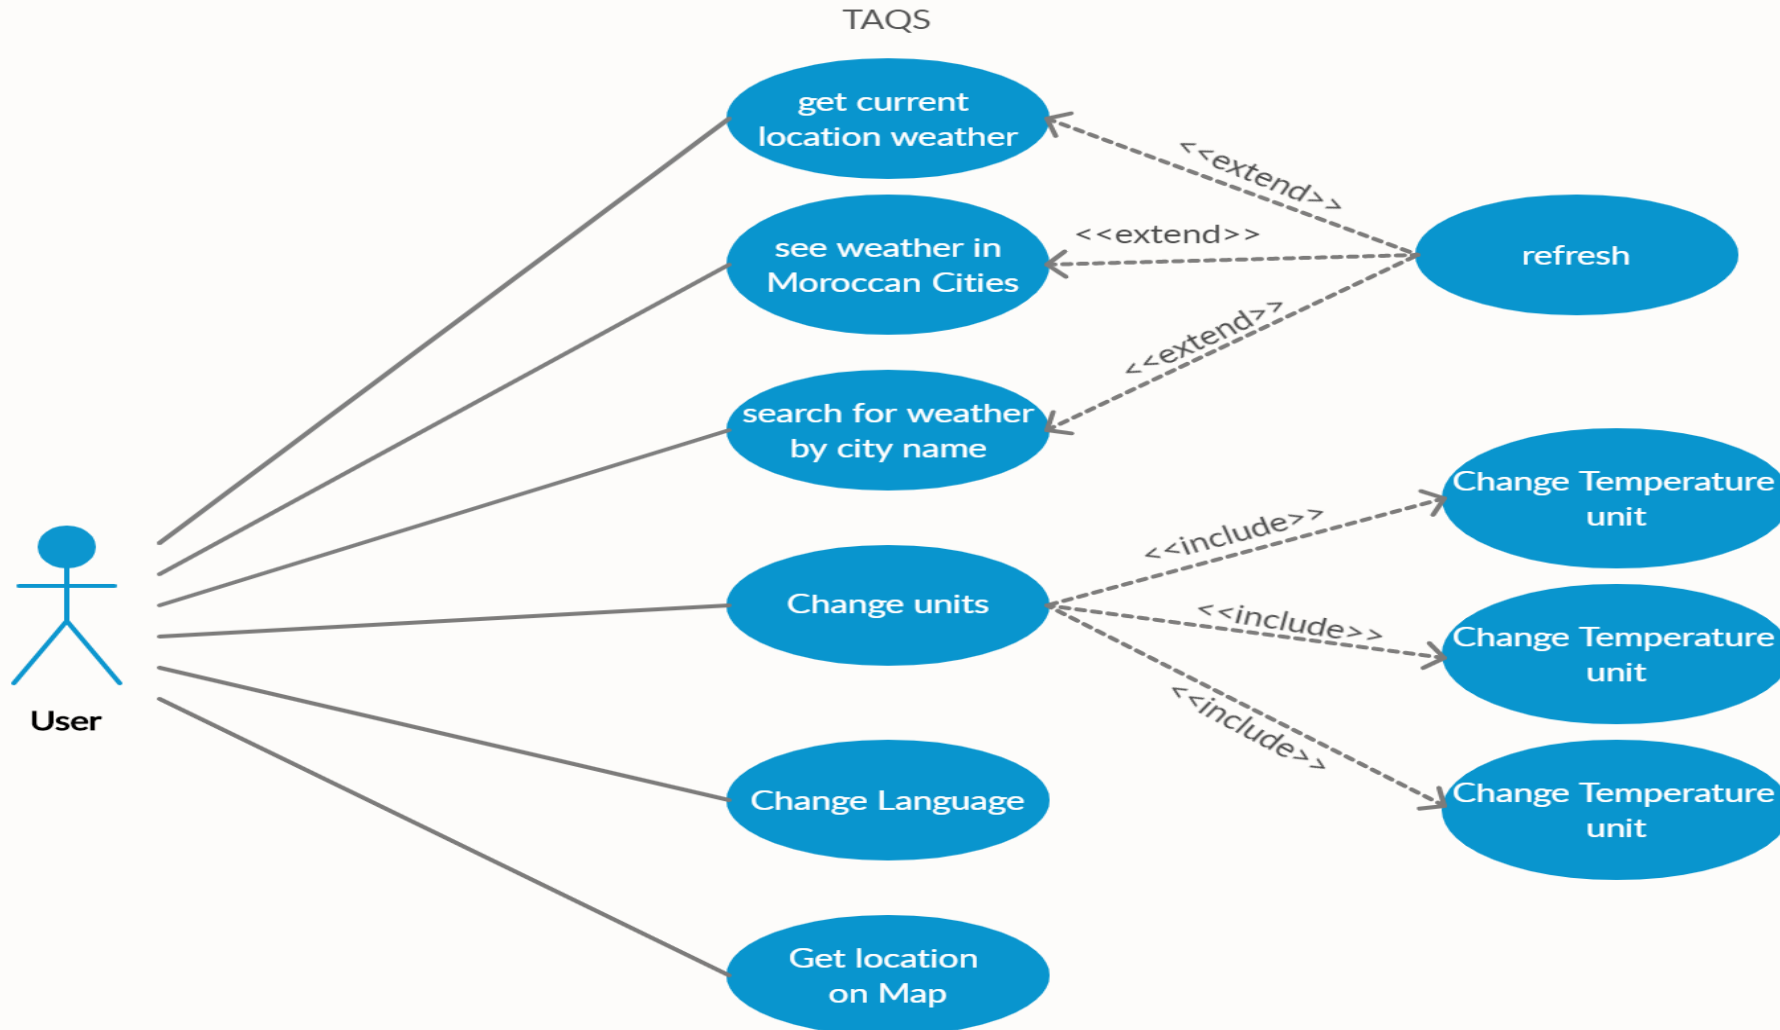 TAQS
get current
location weather
<<extend>>
see weather in
Moroccan Cities
<<extend>>
refresh
<<extend>>
search for weather
by city name
Change Temperature
unit
<<include>>
Change units
<<include>>
Change Temperature
unit
<<include>>
User
Change Language
Change Temperature
unit
Get location
on Map